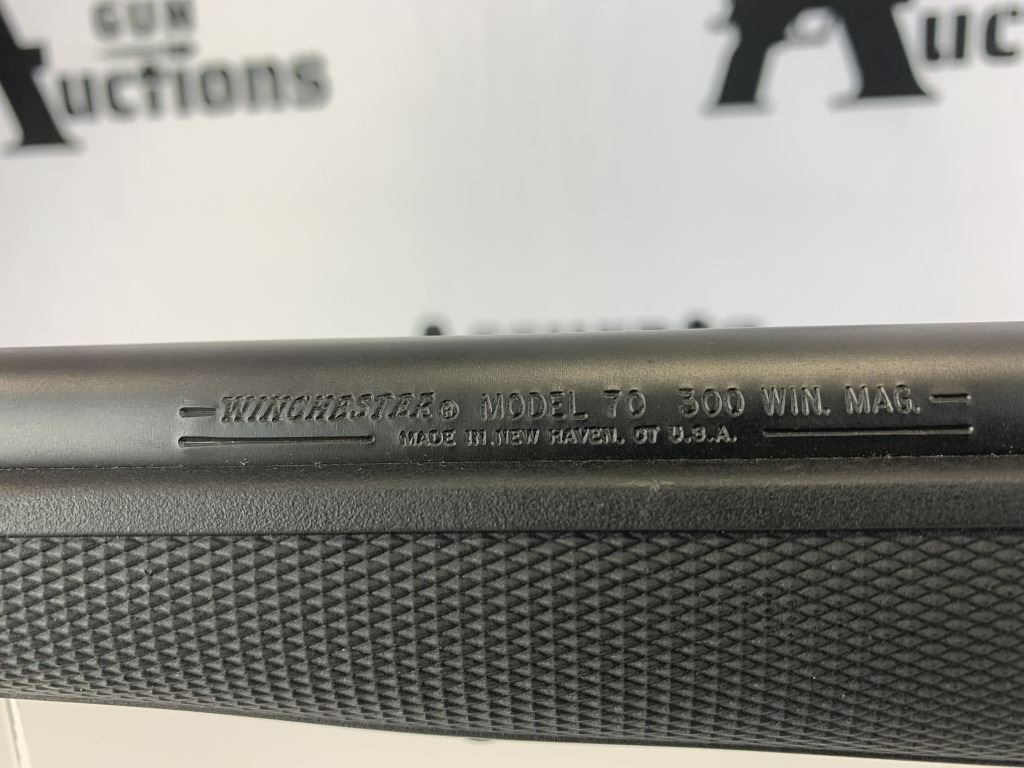 GUN
Auctions
Auc
WINCHESTER® MODEL 70 300 WIN. MAG.
MADE IN NEW HAVEN, CT U.S.A.